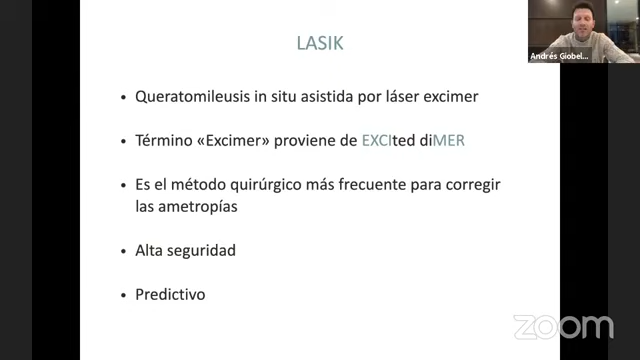 LASIK
Andrés Giobel...
• Queratomileusis in situ asistida por láser excimer
• Término «Excimer» proviene de EXCIted diMER
• Es el método quirúrgico más frecuente para corregir
las ametropías
• Alta seguridad
• Predictivo
zoom